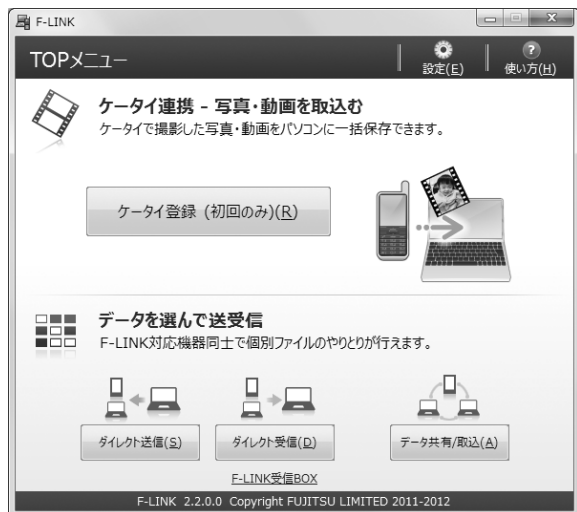 F-LINK
TOPメニュー
設定(E)
使い方(H)
ケータイ連携 - 写真・動画を取込む
ケータイで撮影した写真・動画をパソコンに一括保存できます。
ケータイ登録 (初回のみ)(R)
データを選んで送受信
F-LINK対応機器同士で個別ファイルのやりとりが行えます。
ダイレクト送信(S)
ダイレクト受信(D)
データ共有/取込(A)
F-LINK受信BOX
F-LINK 2.2.0.0 Copyright FUJITSU LIMITED 2011-2012